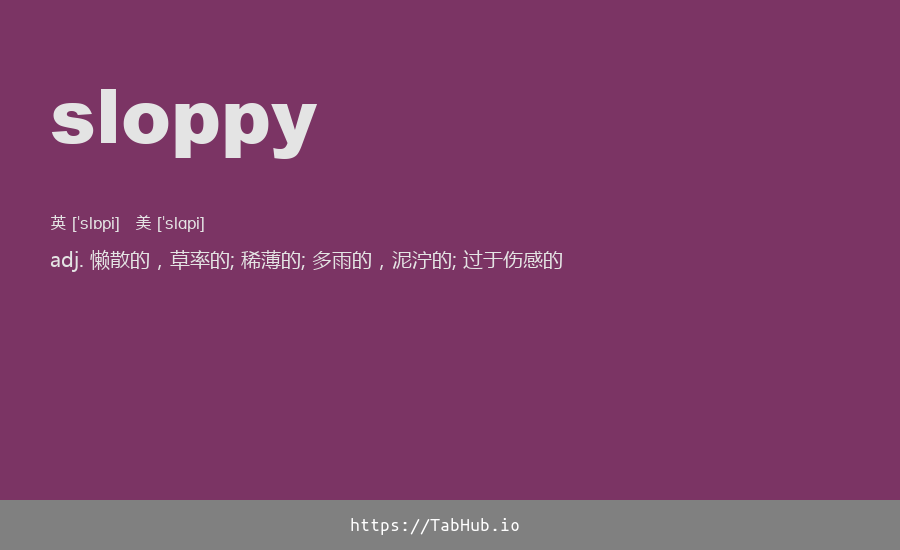 sloppy
英 [ˈslɒpi] 美 [ˈslɑpi]
adj. 懒散的，草率的; 稀薄的; 多雨的，泥泞的; 过于伤感的
https://TabHub.io